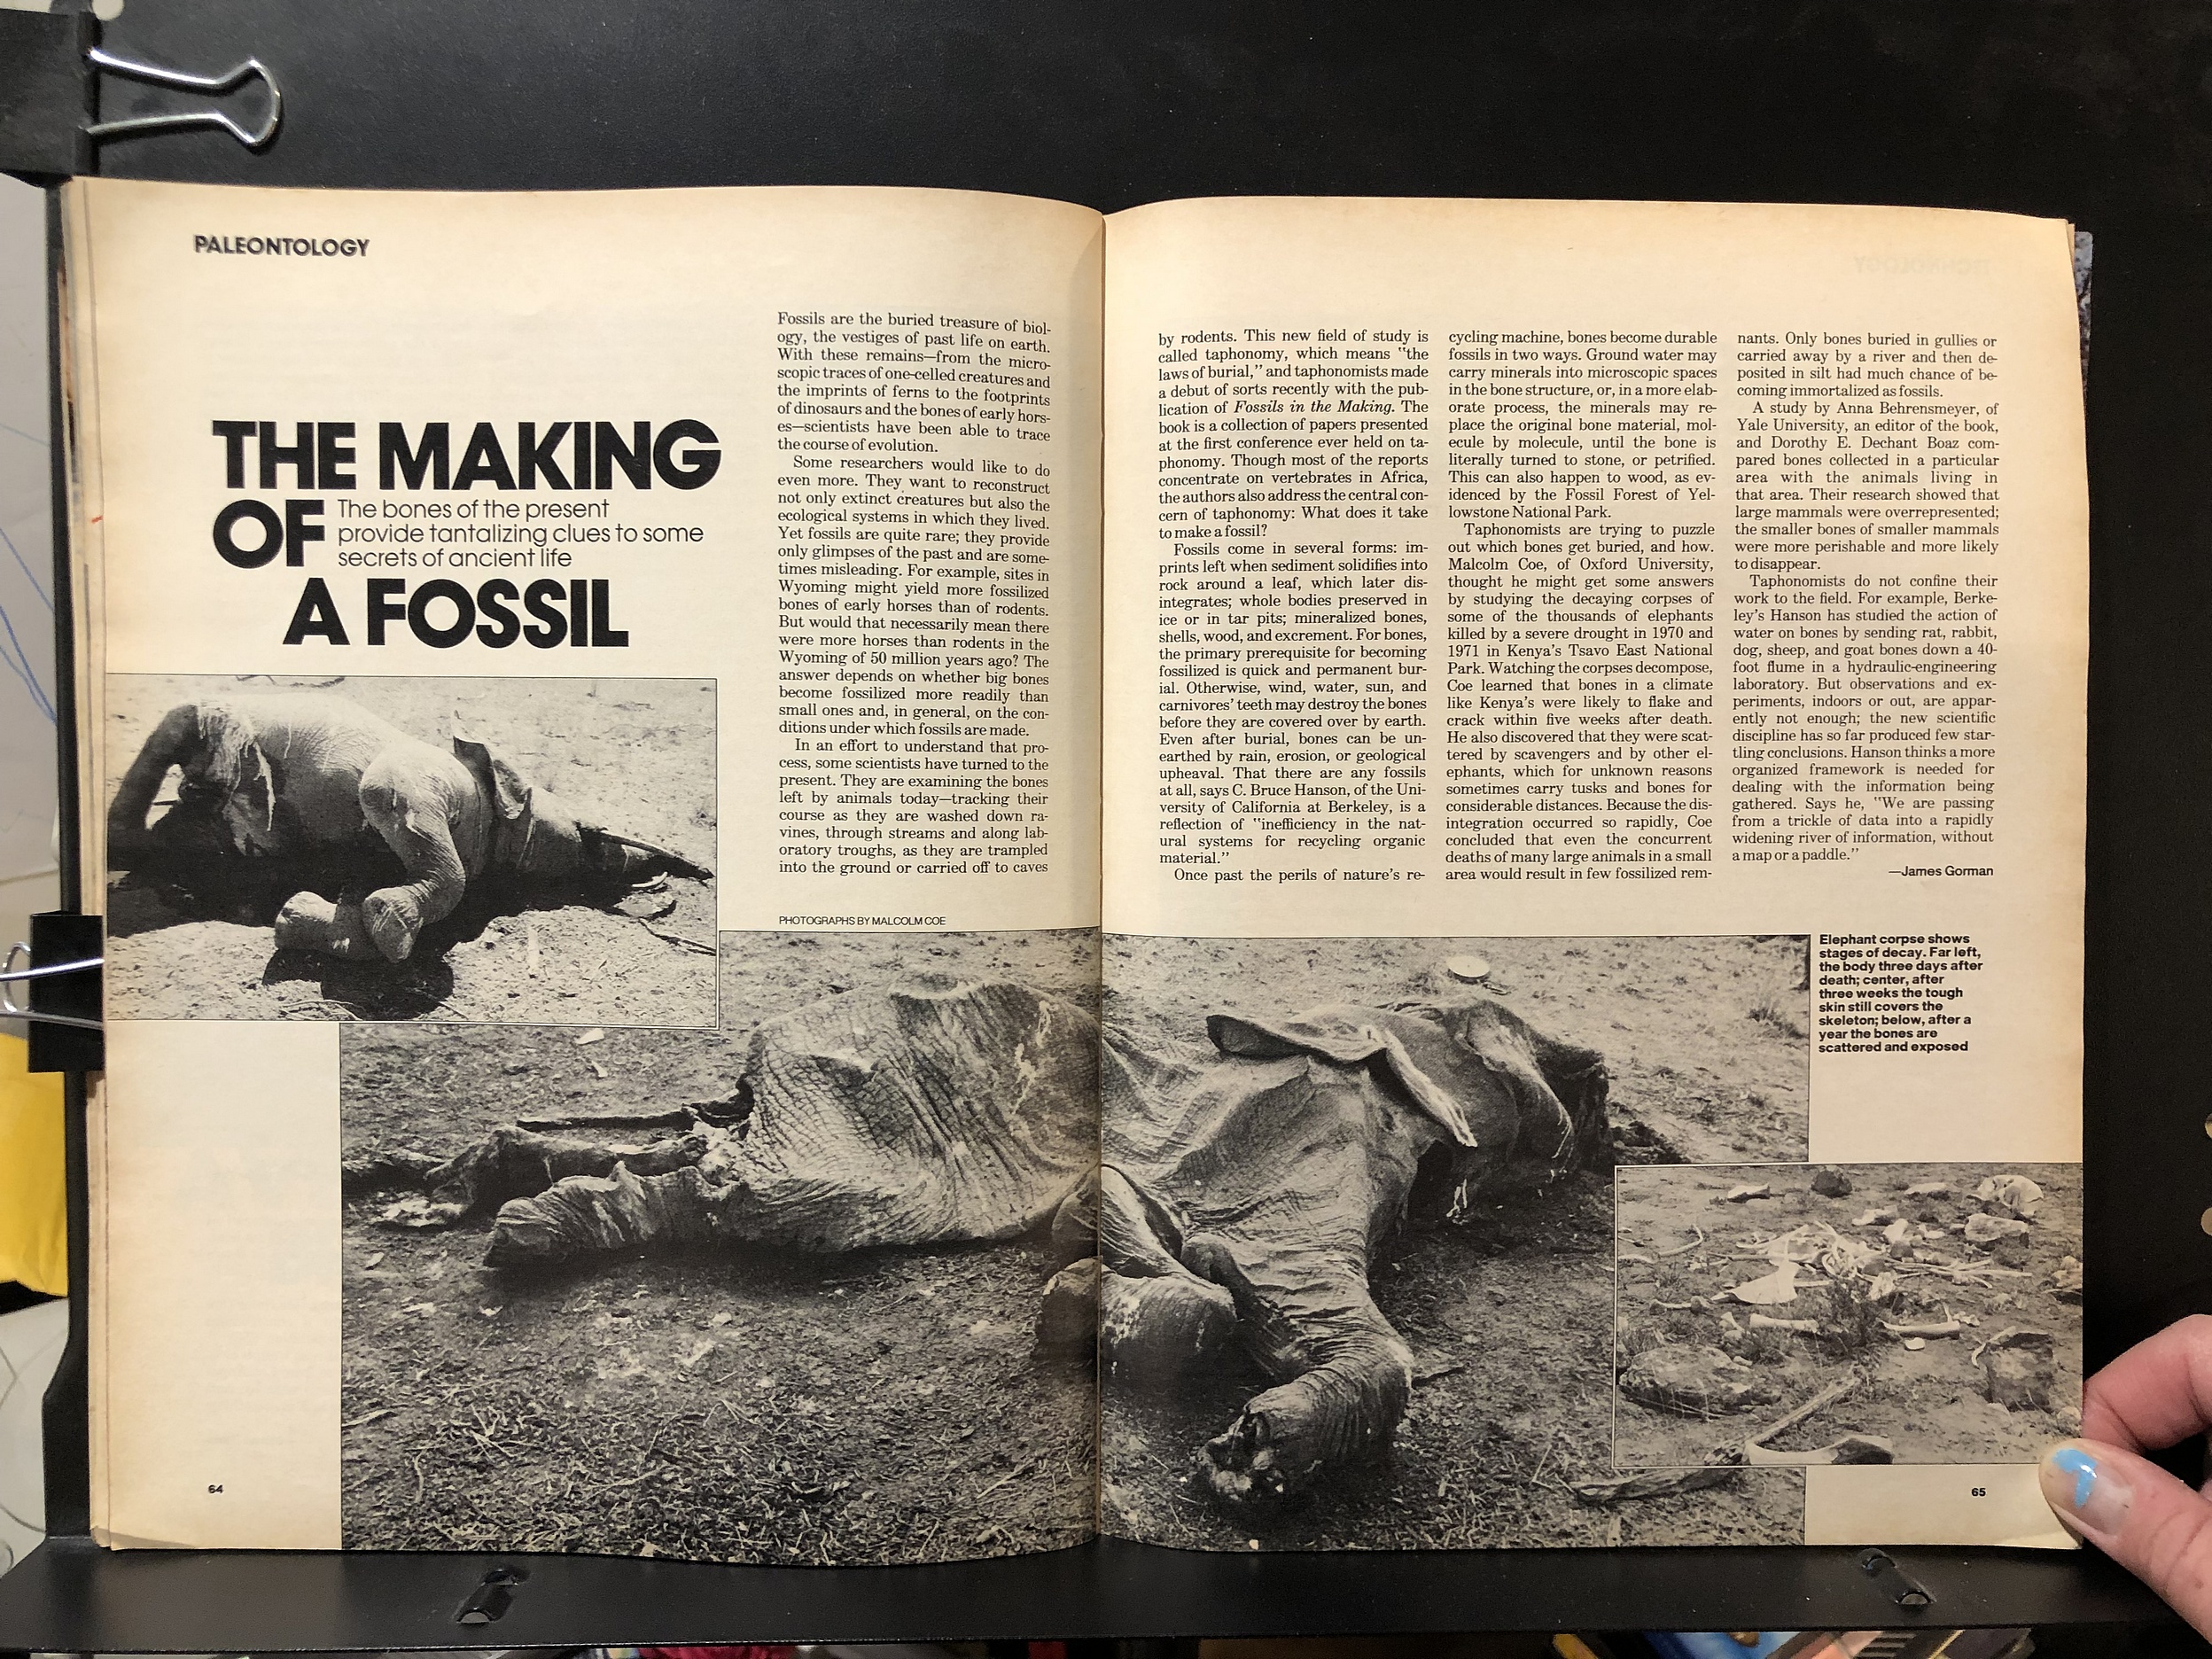 PALEONTOLOGY
THE MAKING
OF
The bones of the present
provide tantalizing clues to some
secrets of ancient life
A FOSSIL
Fossils are the buried treasure of biol-
ogy, the vestiges of past life on earth.
With these remains—from the micro-
scopic traces of one-celled creatures and
the imprints of ferns to the footprints
of dinosaurs and the bones of early hors-
es—scientists have been able to trace
the course of evolution.
Some researchers would like to do
even more. They want to reconstruct
not only extinct creatures but also the
ecological systems in which they lived.
Yet fossils are quite rare; they provide
only glimpses of the past and are some-
times misleading. For example, sites in
Wyoming might yield more fossilized
bones of early horses than of rodents.
But would that necessarily mean there
were more horses than rodents in the
Wyoming of 50 million years ago? The
answer depends on whether big bones
become fossilized more readily than
small ones and, in general, on the con-
ditions under which fossils are made.
In an effort to understand that pro-
cess, some scientists have turned to the
present. They are examining the bones
left by animals today—tracking their
course as they are washed down ra-
vines, through streams and along lab-
oratory troughs, as they are trampled
into the ground or carried off to caves
PHOTOGRAPHS BY MALCOLM COE
64
by rodents. This new field of study is
called taphonomy, which means "the
laws of burial," and taphonomists made
a debut of sorts recently with the pub-
lication of Fossils in the Making. The
book is a collection of papers presented
at the first conference ever held on ta-
phonomy. Though most of the reports
concentrate on vertebrates in Africa,
the authors also address the central con-
cern of taphonomy: What does it take
to make a fossil?
Fossils come in several forms: im-
prints left when sediment solidifies into
rock around a leaf, which later dis-
integrates; whole bodies preserved in
ice or in tar pits; mineralized bones,
shells, wood, and excrement. For bones,
the primary prerequisite for becoming
fossilized is quick and permanent bur-
ial. Otherwise, wind, water, sun, and
carnivores' teeth may destroy the bones
before they are covered over by earth.
Even after burial, bones can be un-
earthed by rain, erosion, or geological
upheaval. That there are any fossils
at all, says C. Bruce Hanson, of the Uni-
versity of California at Berkeley, is a
reflection of "inefficiency in the nat-
ural systems for recycling organic
material."
Once past the perils of nature's re-
cycling machine, bones become durable
fossils in two ways. Ground water may
carry minerals into microscopic spaces
in the bone structure, or, in a more elab-
orate process, the minerals may re-
place the original bone material, mol-
ecule by molecule, until the bone is
literally turned to stone, or petrified.
This can also happen to wood, as ev-
idenced by the Fossil Forest of Yel-
lowstone National Park.
Taphonomists are trying to puzzle
out which bones get buried, and how.
Malcolm Coe, of Oxford University,
thought he might get some answers
by studying the decaying corpses of
some of the thousands of elephants
killed by a severe drought in 1970 and
1971 in Kenya's Tsavo East National
Park. Watching the corpses decompose,
Coe learned that bones in a climate
like Kenya's were likely to flake and
crack within five weeks after death.
He also discovered that they were scat-
tered by scavengers and by other el-
ephants, which for unknown reasons
sometimes carry tusks and bones for
considerable distances. Because the dis-
integration occurred so rapidly, Coe
concluded that even the concurrent
deaths of many large animals in a small
area would result in few fossilized rem-
nants. Only bones buried in gullies or
carried away by a river and then de-
posited in silt had much chance of be-
coming immortalized as fossils.
A study by Anna Behrensmeyer, of
Yale University, an editor of the book,
and Dorothy E. Dechant Boaz com-
pared bones collected in a particular
area with the animals living in
that area. Their research showed that
large mammals were overrepresented;
the smaller bones of smaller mammals
were more perishable and more likely
to disappear.
Taphonomists do not confine their
work to the field. For example, Berke-
ley's Hanson has studied the action of
water on bones by sending rat, rabbit,
dog, sheep, and goat bones down a 40-
foot flume in a hydraulic-engineering
laboratory. But observations and ex-
periments, indoors or out, are appar-
ently not enough; the new scientific
discipline has so far produced few star-
tling conclusions. Hanson thinks a more
organized framework is needed for
dealing with the information being
gathered. Says he, "We are passing
from a trickle of data into a rapidly
widening river of information, without
a map or a paddle."
—James Gorman
Elephant corpse shows
stages of decay. Far left,
the body three days after
death; center, after
three weeks the tough
skin still covers the
skeleton; below, after a
year the bones are
scattered and exposed
65